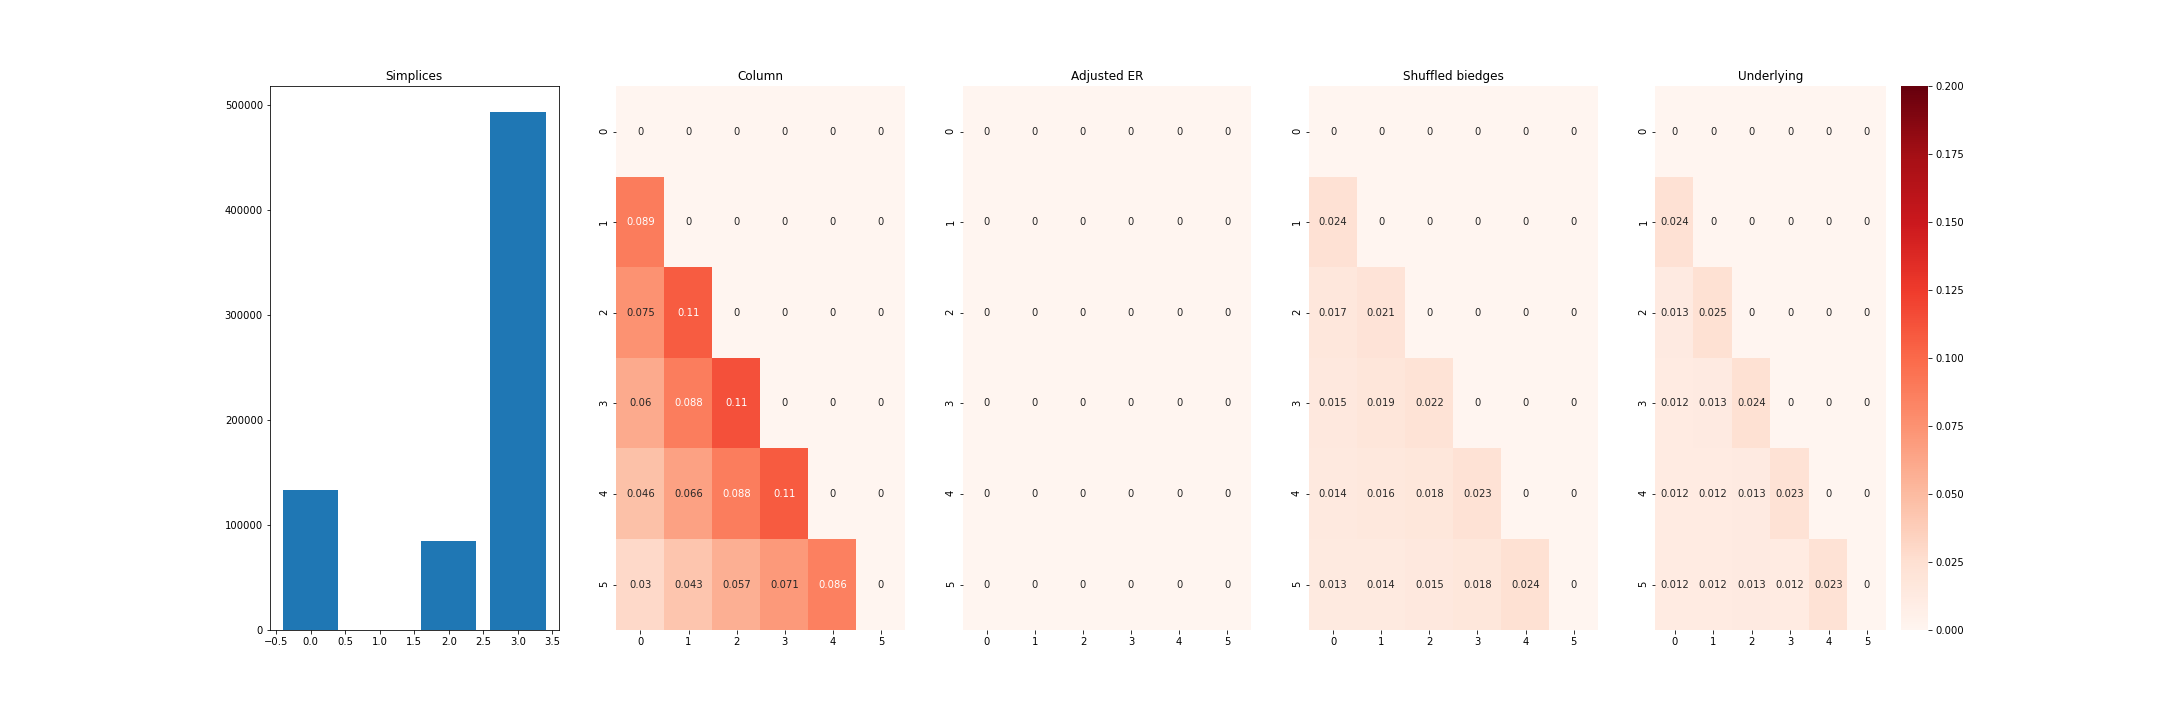 Simplices
500000
400000
300000
200000
100000
0
−0.5 0.0 0.5 1.0 1.5 2.0 2.5 3.0 3.5
Column
0 0 0 0 0 0 0
1 0.089 0 0 0 0 0
2 0.075 0.11 0 0 0 0
3 0.06 0.088 0.11 0 0 0
4 0.046 0.066 0.088 0.11 0 0
5 0.03 0.043 0.057 0.071 0.086 0
0 1 2 3 4 5
Adjusted ER
0 0 0 0 0 0 0
1 0 0 0 0 0 0
2 0 0 0 0 0 0
3 0 0 0 0 0 0
4 0 0 0 0 0 0
5 0 0 0 0 0 0
0 1 2 3 4 5
Shuffled biedges
0 0 0 0 0 0 0
1 0.024 0 0 0 0 0
2 0.017 0.021 0 0 0 0
3 0.015 0.019 0.022 0 0 0
4 0.014 0.016 0.018 0.023 0 0
5 0.013 0.014 0.015 0.018 0.024 0
0 1 2 3 4 5
Underlying
0 0 0 0 0 0 0
1 0.024 0 0 0 0 0
2 0.013 0.025 0 0 0 0
3 0.012 0.013 0.024 0 0 0
4 0.012 0.012 0.013 0.023 0 0
5 0.012 0.012 0.013 0.012 0.023 0
0 1 2 3 4 5
0.200
0.175
0.150
0.125
0.100
0.075
0.050
0.025
0.000